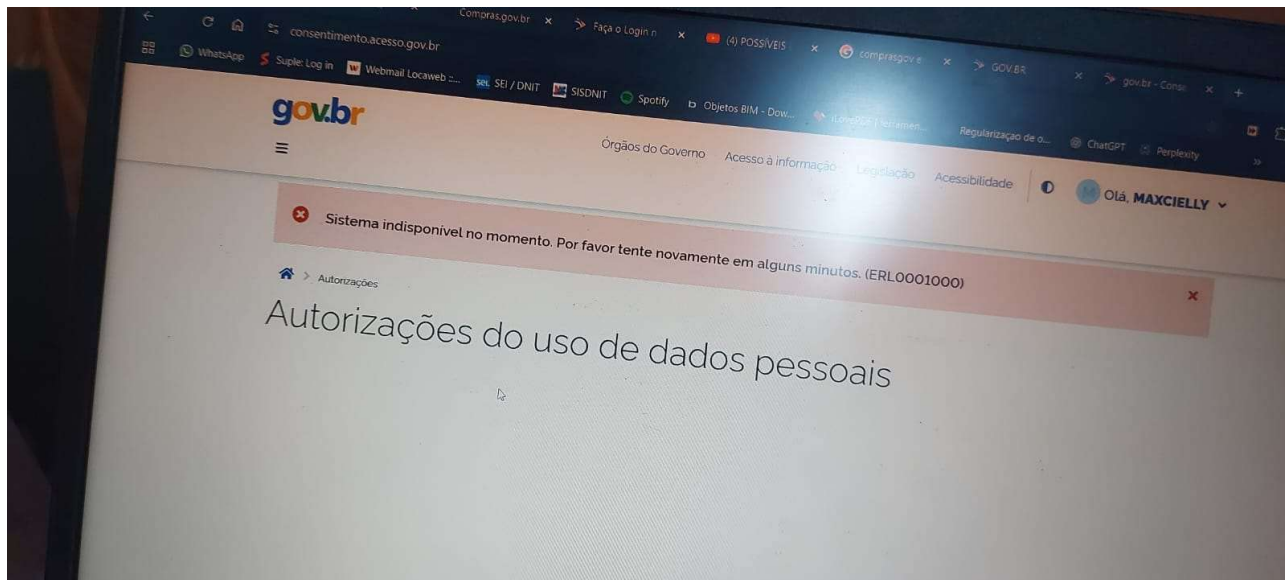 Compras.gov.br
Faça o Login n
(4) POSSÍVEIS
comprasgov e
GOV.BR
gov.br - Conse
consentimento.acesso.gov.br
WhatsApp
Suple: Log in
Webmail Locaweb ::...
SEI / DNIT
SISDNIT
Spotify
Objetos BIM - Dow...
Regularização de o...
ChatGPT
Perplexity
gov.br
Órgãos do Governo
Acesso à informação
Legislação
Acessibilidade
Olá, MAXCIELLY
Sistema indisponível no momento. Por favor tente novamente em alguns minutos. (ERL0001000)
Autorizações
Autorizações do uso de dados pessoais